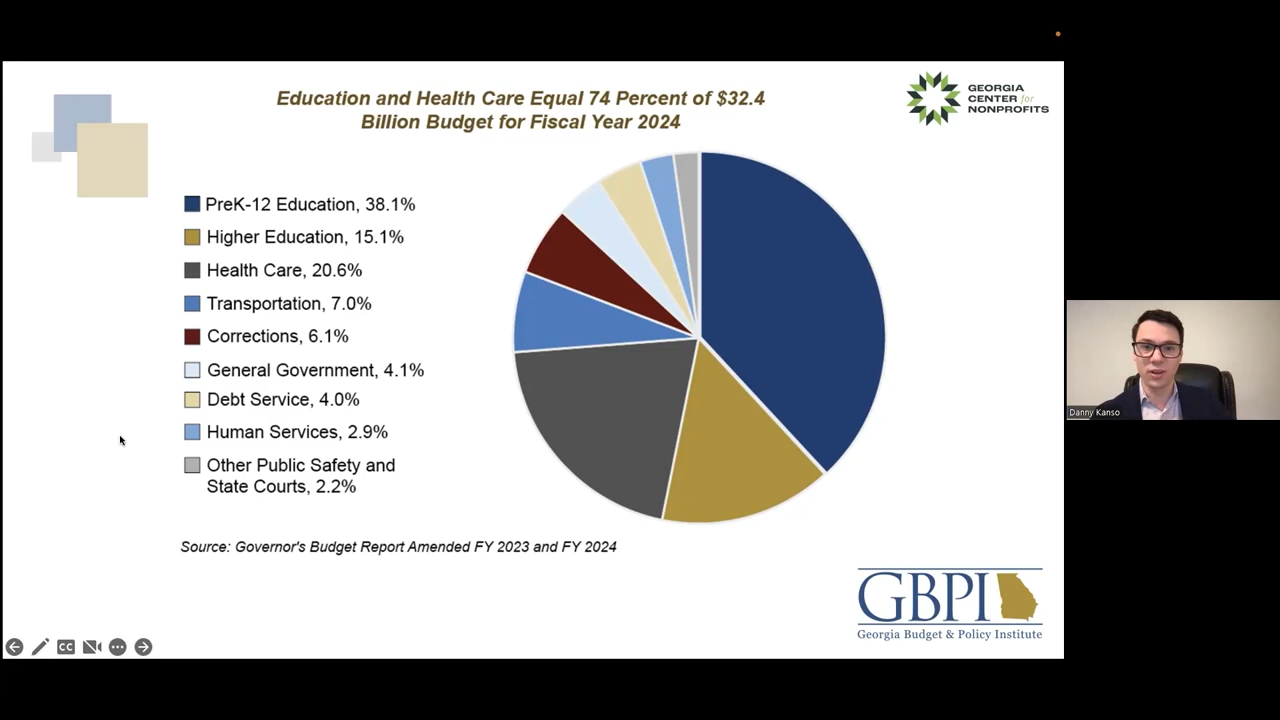 Education and Health Care Equal 74 Percent of $32.4
Billion Budget for Fiscal Year 2024
GEORGIA
CENTER for
NONPROFITS
PreK-12 Education, 38.1%
Higher Education, 15.1%
Health Care, 20.6%
Transportation, 7.0%
Corrections, 6.1%
General Government, 4.1%
Debt Service, 4.0%
Human Services, 2.9%
Other Public Safety and
State Courts, 2.2%
Danny Kanso
Source: Governor's Budget Report Amended FY 2023 and FY 2024
GBPI
Georgia Budget & Policy Institute
CC